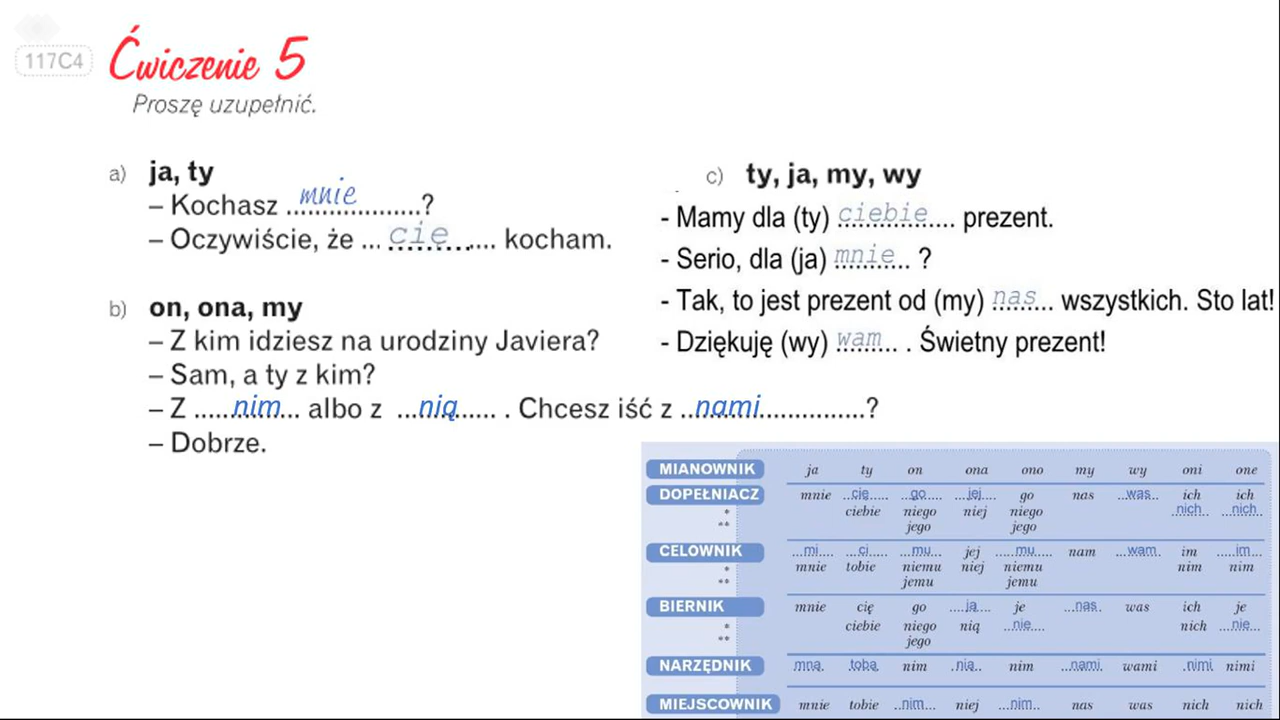 117C4
Ćwiczenie 5
Proszę uzupełnić.
a) ja, ty
– Kochasz ...mnie...?
– Oczywiście, że ... cię ... kocham.
b) on, ona, my
– Z kim idziesz na urodziny Javiera?
– Sam, a ty z kim?
– Z ...nim... albo z ...nią... . Chcesz iść z ...nami...?
– Dobrze.
c) ty, ja, my, wy
- Mamy dla (ty) ciebie... prezent.
- Serio, dla (ja) mnie.. ?
- Tak, to jest prezent od (my) nas... wszystkich. Sto lat!
- Dziękuję (wy) wam.. . Świetny prezent!
MIANOWNIK ja ty on ona ono my wy oni one
DOPEŁNIACZ mnie ...cię... ...go... ...jej... go nas ...was... ich ich
* ciebie niego niej niego nich nich
** jego jego
CELOWNIK ...mi... ...ci... ...mu... jej ...mu... nam ...wam... im ...im...
* mnie tobie niemu niej niemu nim nim
** jemu jemu
BIERNIK mnie cię go ...ją... je ...nas... was ich je
* ciebie niego nią ...nie... nich ...nie...
** jego
NARZĘDNIK mną. tobą. nim .nią.. nim ...nami. wami .nimi nimi
MIEJSCOWNIK mnie tobie ..nim... niej ...nim... nas was nich nich